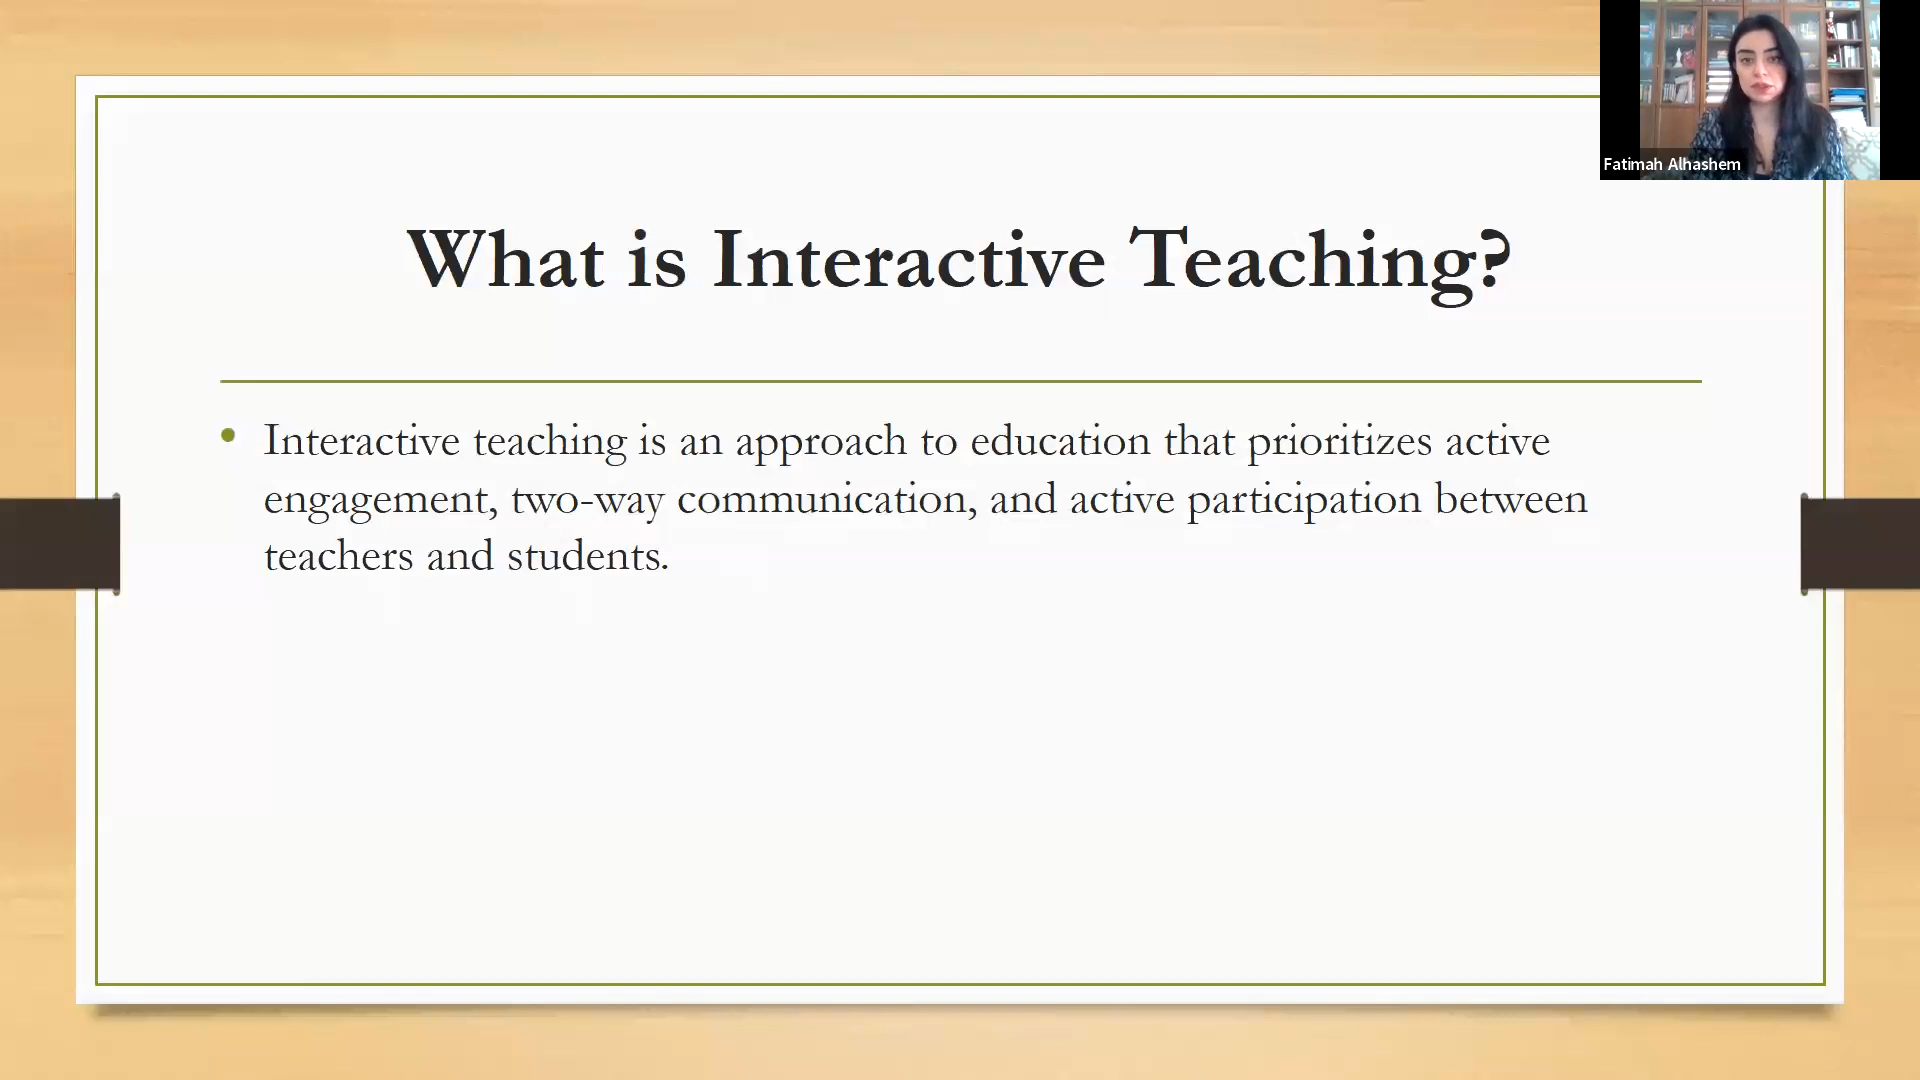 Fatimah Alhashem
What is Interactive Teaching?
• Interactive teaching is an approach to education that prioritizes active
engagement, two-way communication, and active participation between
teachers and students.